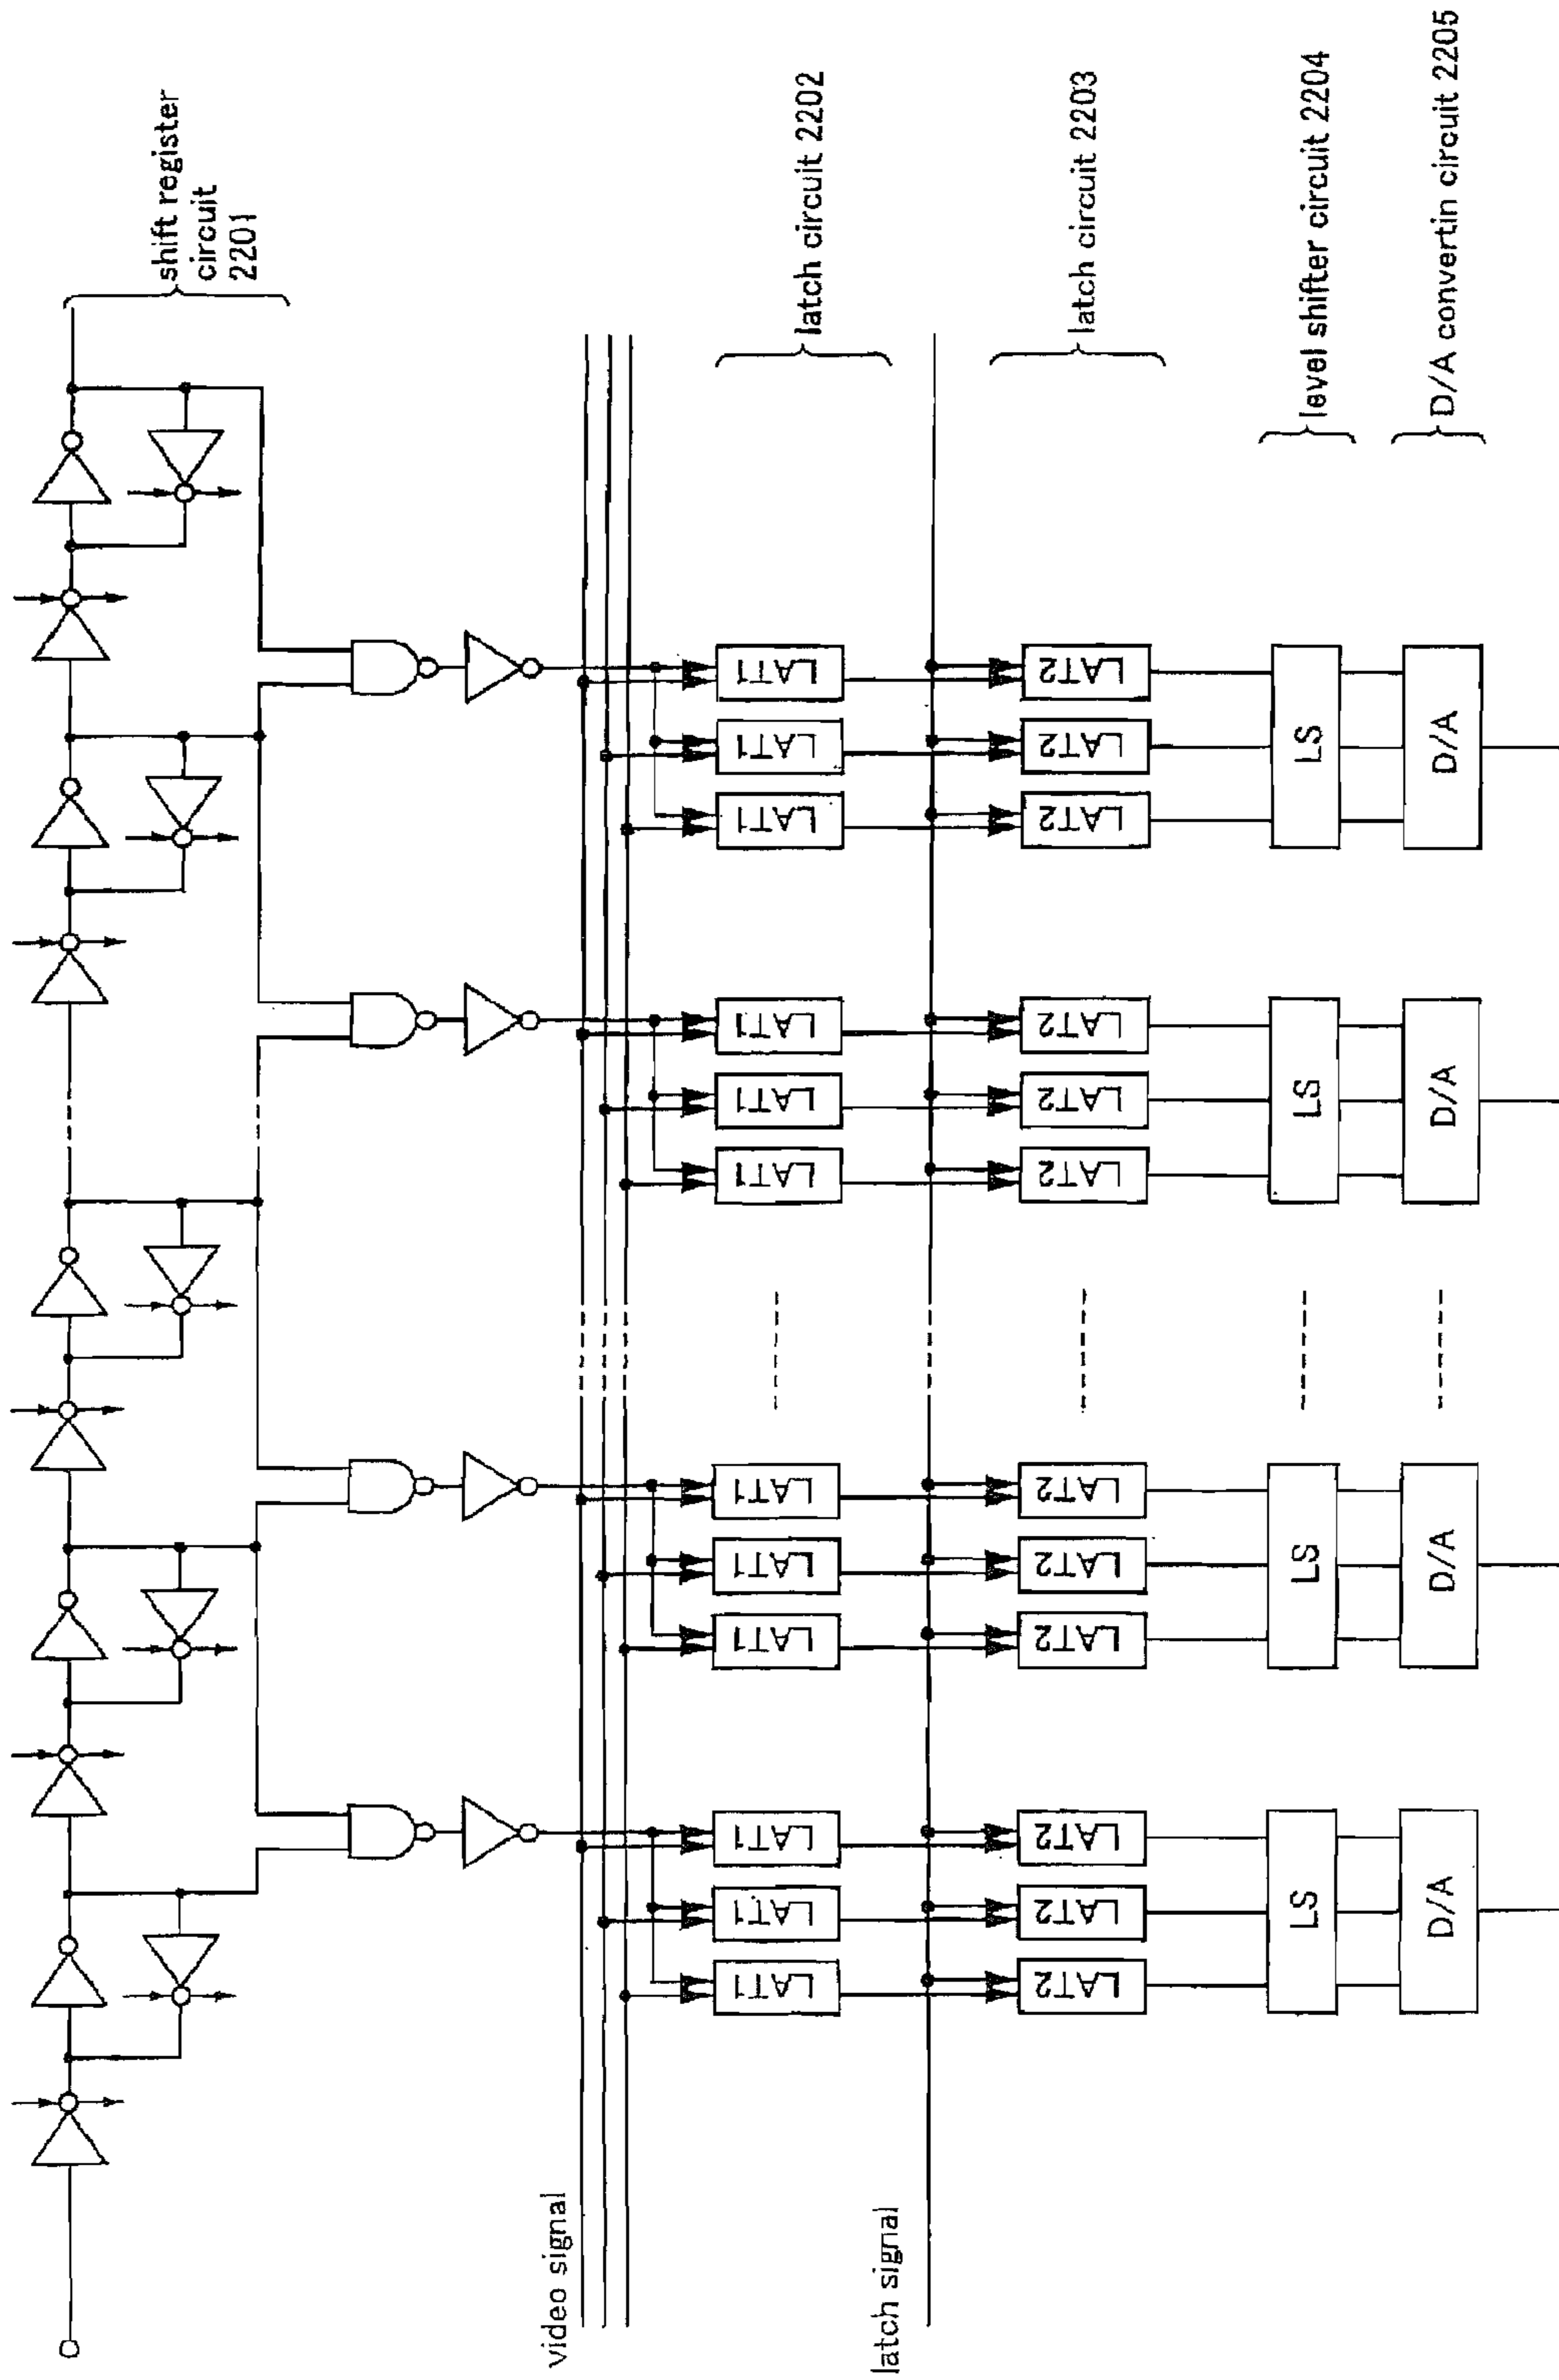 shift register
circuit
2201
video signal
LAT1 LAT1 LAT1 LAT1 LAT1 LAT1 LAT1 LAT1 LAT1 LAT1 LAT1 LAT1
latch circuit 2202
latch signal
LAT2 LAT2 LAT2 LAT2 LAT2 LAT2 LAT2 LAT2 LAT2 LAT2 LAT2 LAT2
latch circuit 2203
LS LS LS LS
level shifter circuit 2204
D/A D/A D/A D/A
D/A convertin circuit 2205